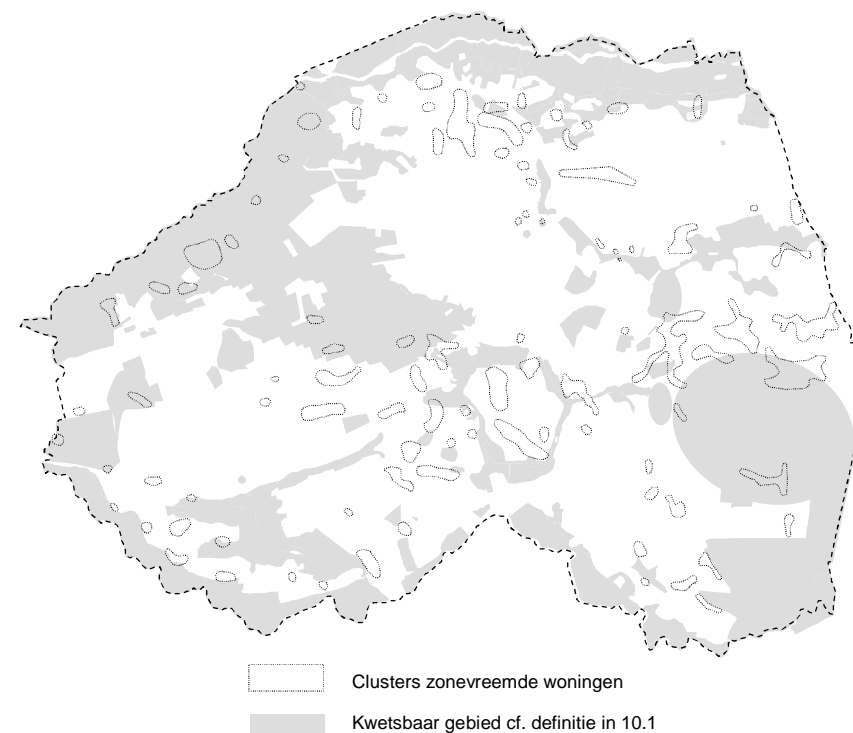 Clusters zonevreemde woningen
Kwetsbaar gebied cf. definitie in 10.1